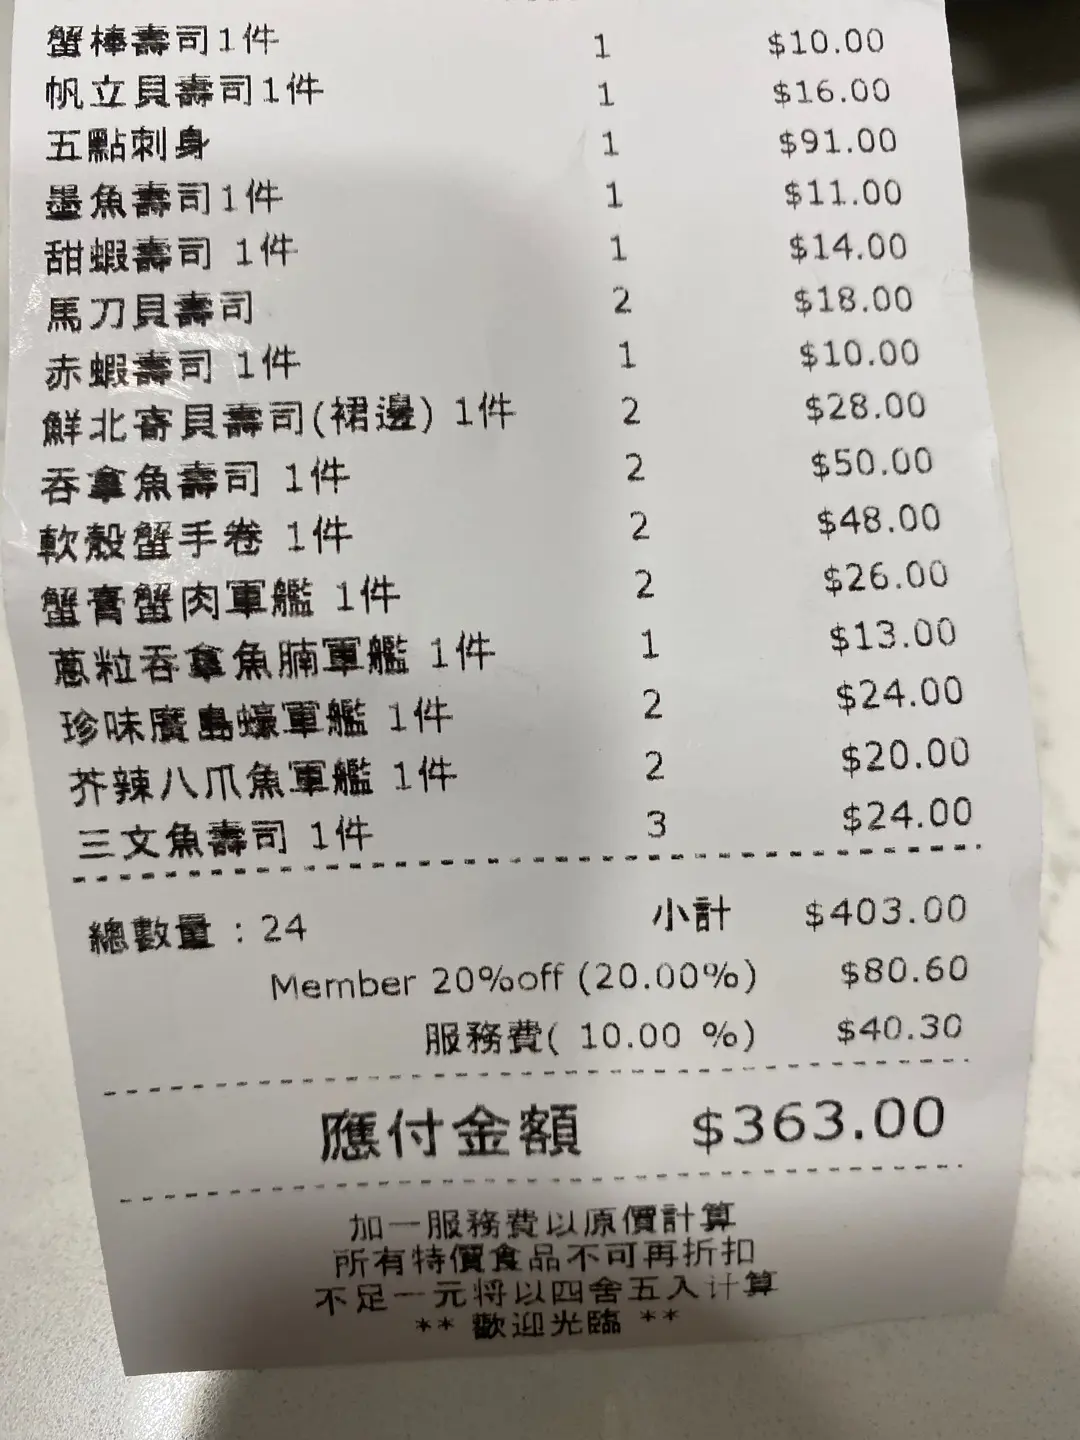 蟹棒壽司1件 1 $10.00
帆立貝壽司1件 1 $16.00
五點刺身 1 $91.00
墨魚壽司1件 1 $11.00
甜蝦壽司 1件 1 $14.00
馬刀貝壽司 2 $18.00
赤蝦壽司 1件 1 $10.00
鮮北寄貝壽司(裙邊) 1件 2 $28.00
吞拿魚壽司 1件 2 $50.00
軟殼蟹手卷 1件 2 $48.00
蟹膏蟹肉軍艦 1件 2 $26.00
蔥粒吞拿魚腩軍艦 1件 1 $13.00
珍味廣島蠔軍艦 1件 2 $24.00
芥辣八爪魚軍艦 1件 2 $20.00
三文魚壽司 1件 3 $24.00
總數量 : 24 小計 $403.00
Member 20%off (20.00%) $80.60
服務費( 10.00 %) $40.30
應付金額 $363.00
加一服務費以原價計算
所有特價食品不可再折扣
不足一元将以四舍五入计算
** 歡迎光臨 **